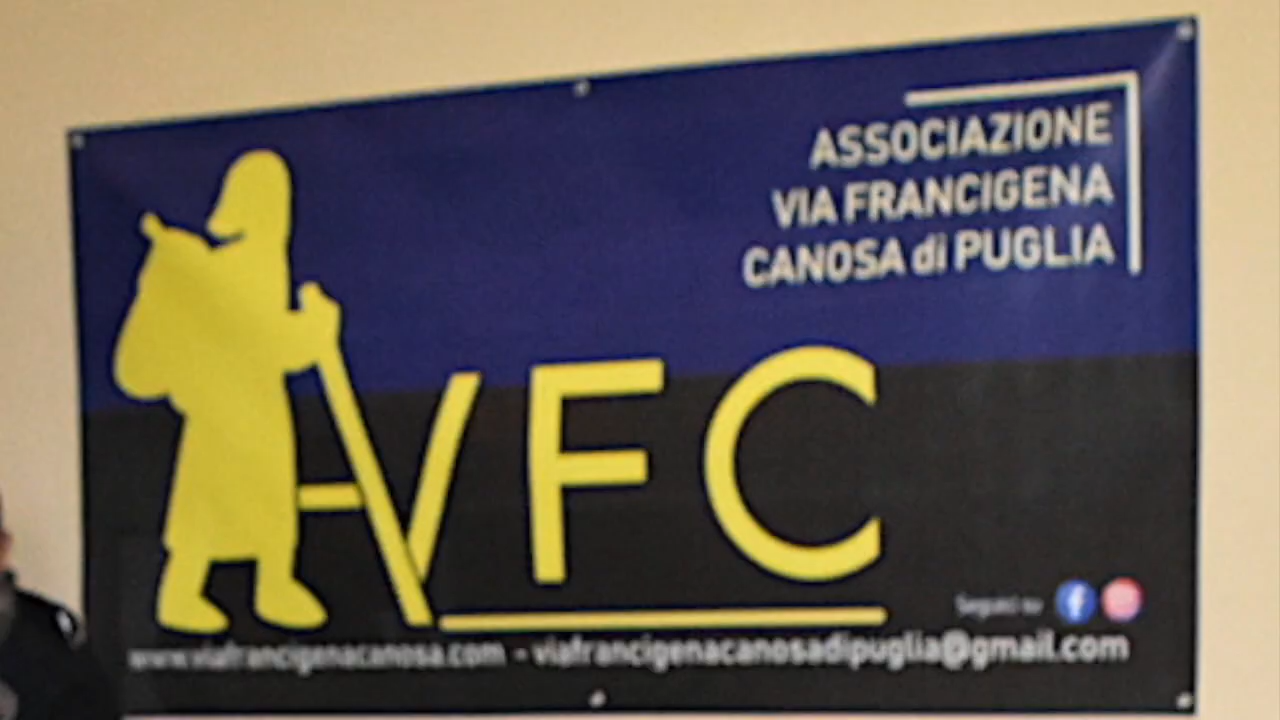 ASSOCIAZIONE
VIA FRANCIGENA
CANOSA di PUGLIA
VFC
Seguici su
www.viafrancigenacanosa.com - viafrancigenacanosadipuglia@gmail.com